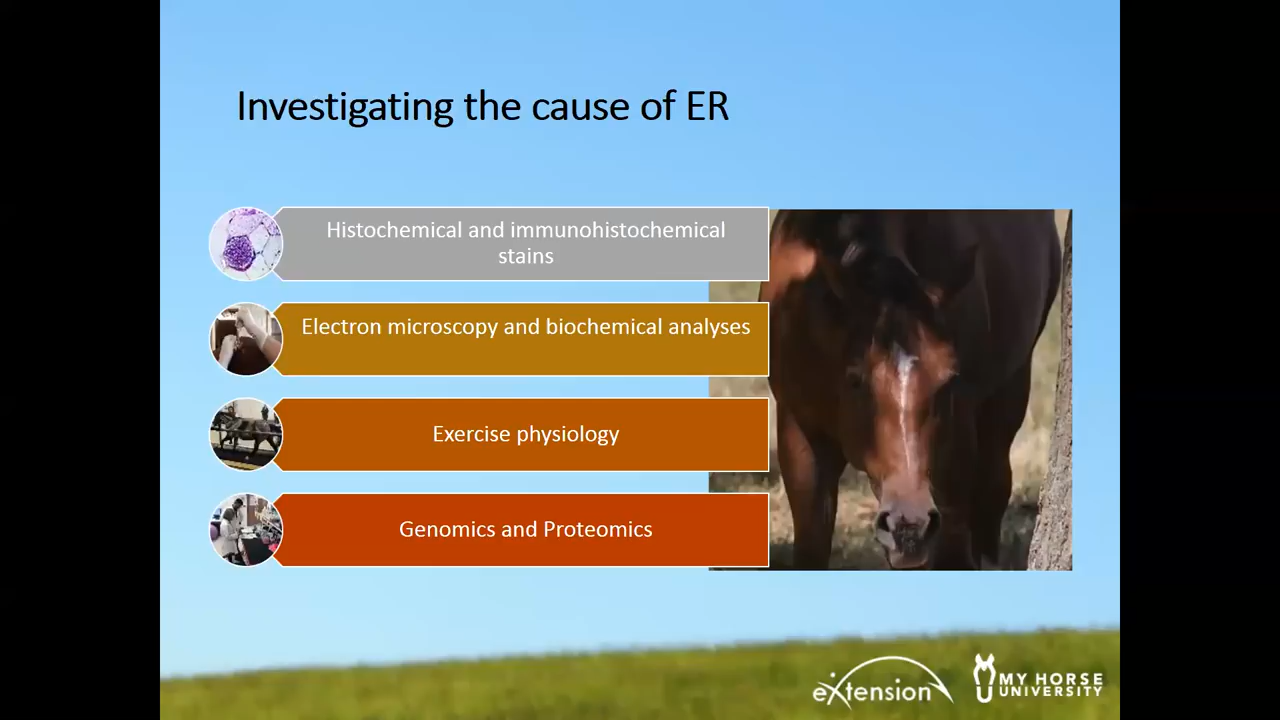 Investigating the cause of ER
Histochemical and immunohistochemical
stains
Electron microscopy and biochemical analyses
Exercise physiology
Genomics and Proteomics
eXtension
MY HORSE
UNIVERSITY